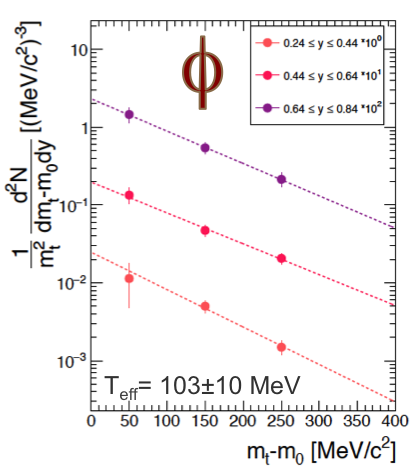 ϕ
0.24 ≤ y ≤ 0.44 *10⁰
0.44 ≤ y ≤ 0.64 *10¹
0.64 ≤ y ≤ 0.84 *10²
1/m_t² d²N/dm_t-m₀dy [(MeV/c²)⁻³]
10
1
10⁻¹
10⁻²
10⁻³
T_eff= 103±10 MeV
0 50 100 150 200 250 300 350 400
m_t-m₀ [MeV/c²]